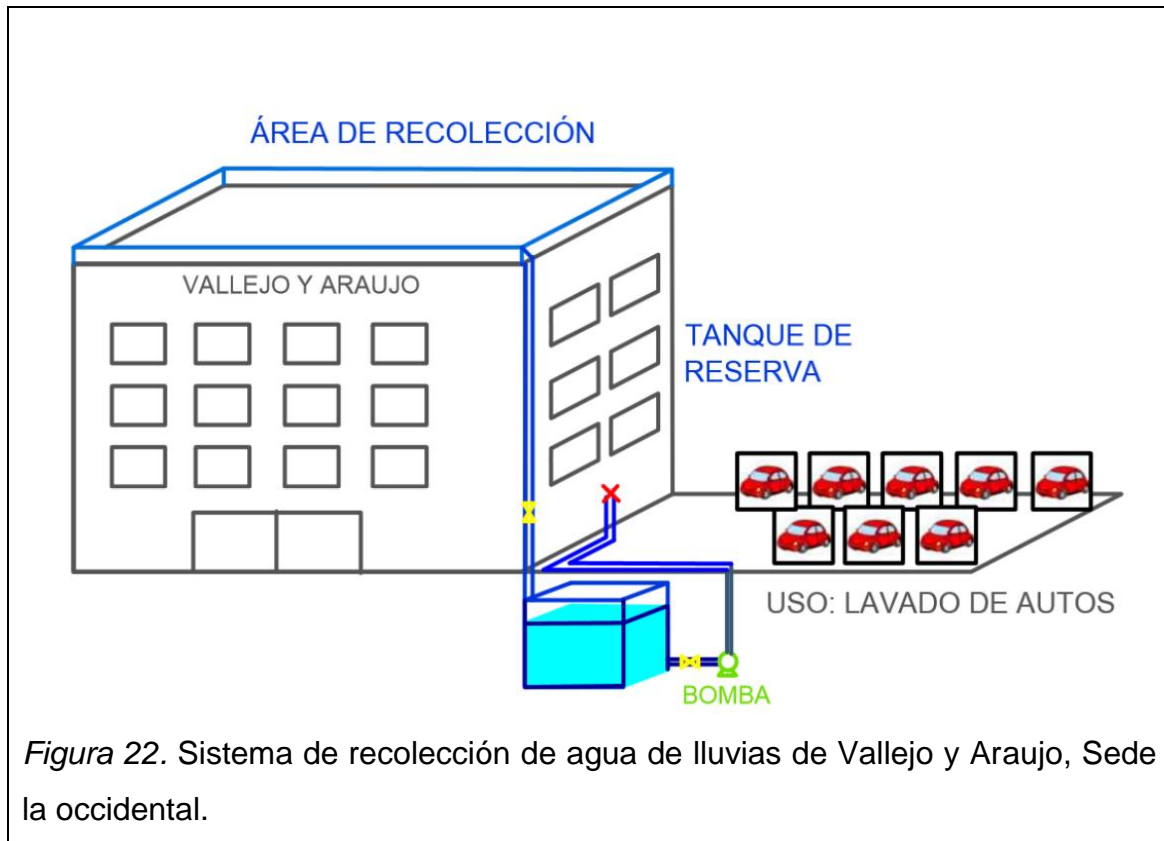 ÁREA DE RECOLECCIÓN
VALLEJO Y ARAUJO
TANQUE DE
RESERVA
USO: LAVADO DE AUTOS
BOMBA
Figura 22. Sistema de recolección de agua de lluvias de Vallejo y Araujo, Sede
la occidental.